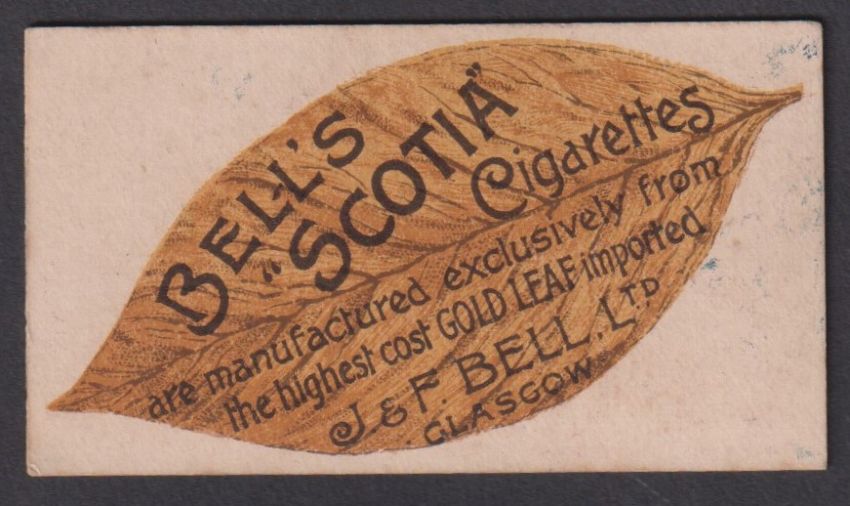 BELL'S
"SCOTIA"
Cigarettes
are manufactured exclusively from
the highest cost GOLD LEAF imported
J. & F. BELL. LTD
GLASGOW